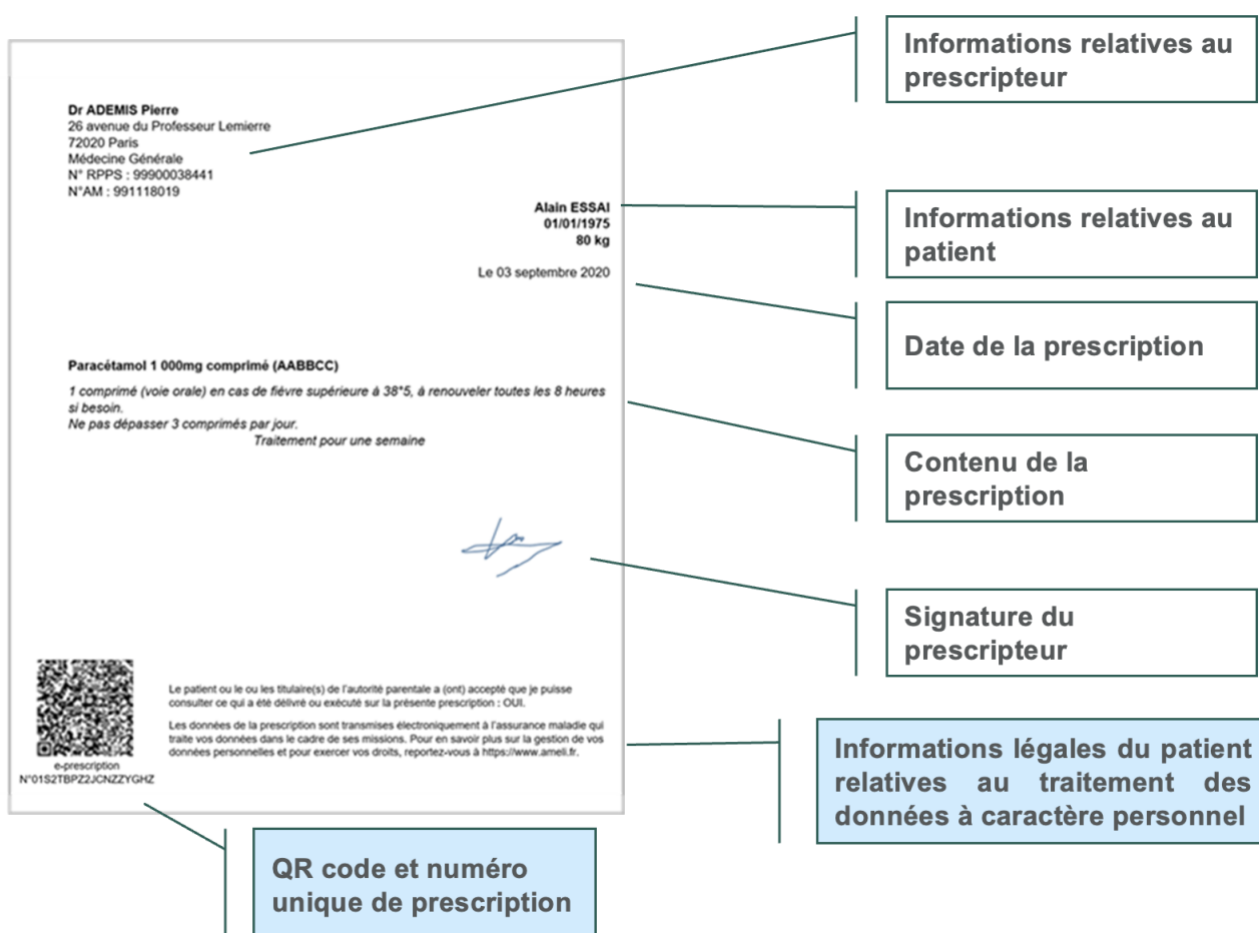 Informations relatives au
prescripteur
Dr ADEMIS Pierre
26 avenue du Professeur Lemierre
72020 Paris
Médecine Générale
N° RPPS : 99900038441
N°AM : 991118019
Alain ESSAI
01/01/1975
80 kg
Informations relatives au
patient
Le 03 septembre 2020
Date de la prescription
Paracétamol 1 000mg comprimé (AABBCC)
1 comprimé (voie orale) en cas de fiévre supérieure à 38°5, à renouveler toutes les 8 heures
si besoin.
Ne pas dépasser 3 comprimés par jour.
Traitement pour une semaine
Contenu de la
prescription
Signature du
prescripteur
Le patient ou le ou les titulaire(s) de l'autorité parentale a (ont) accepté que je puisse
consulter ce qui a été délivré ou exécuté sur la présente prescription : OUI.
Les données de la prescription sont transmises électroniquement à l'assurance maladie qui
traite vos données dans le cadre de ses missions. Pour en savoir plus sur la gestion de vos
données personnelles et pour exercer vos droits, reportez-vous à https://www.ameli.fr.
e-prescription
N°01S2TBPZ2JCNZZYGHZ
Informations légales du patient
relatives au traitement des
données à caractère personnel
QR code et numéro
unique de prescription